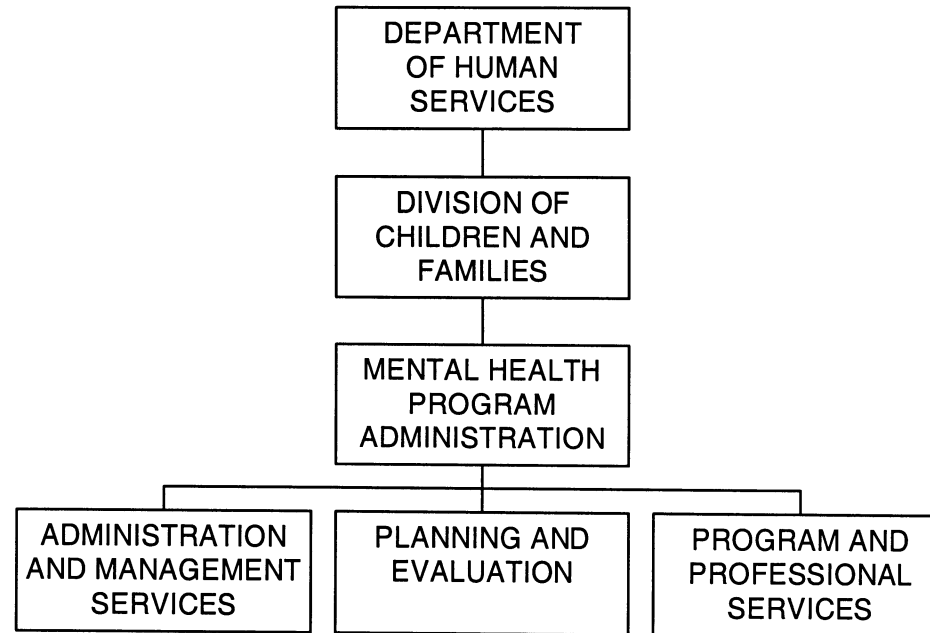 DEPARTMENT
OF HUMAN
SERVICES
DIVISION OF
CHILDREN AND
FAMILIES
MENTAL HEALTH
PROGRAM
ADMINISTRATION
ADMINISTRATION
AND MANAGEMENT
SERVICES
PLANNING AND
EVALUATION
PROGRAM AND
PROFESSIONAL
SERVICES